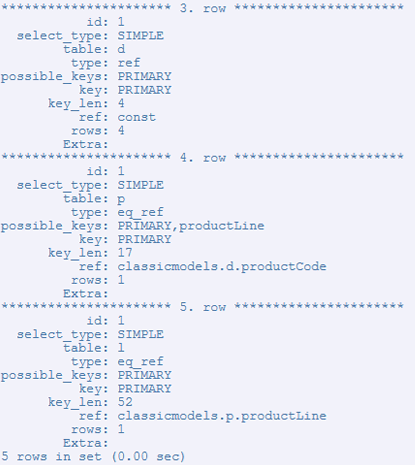 ********************** 3. row **********************
id: 1
select_type: SIMPLE
table: d
type: ref
possible_keys: PRIMARY
key: PRIMARY
key_len: 4
ref: const
rows: 4
Extra:
********************** 4. row **********************
id: 1
select_type: SIMPLE
table: p
type: eq_ref
possible_keys: PRIMARY,productLine
key: PRIMARY
key_len: 17
ref: classicmodels.d.productCode
rows: 1
Extra:
********************** 5. row **********************
id: 1
select_type: SIMPLE
table: l
type: eq_ref
possible_keys: PRIMARY
key: PRIMARY
key_len: 52
ref: classicmodels.p.productLine
rows: 1
Extra:
5 rows in set (0.00 sec)